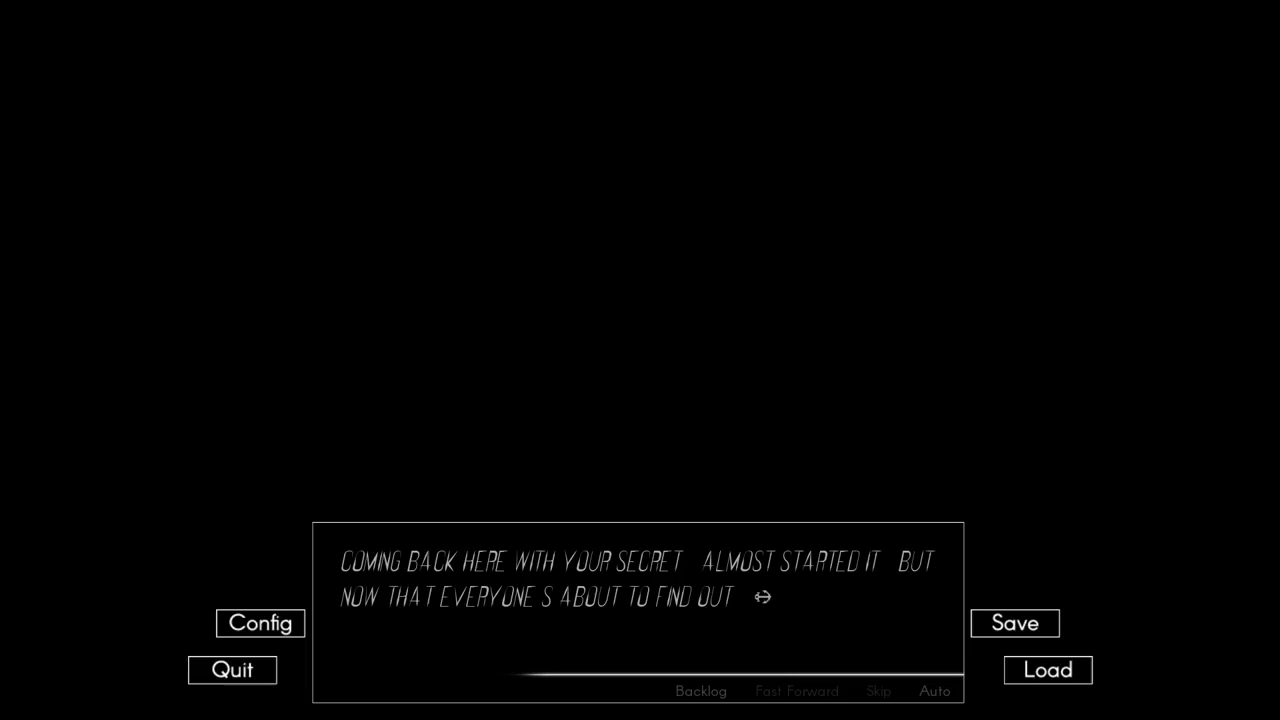 COMING BACK HERE WITH YOUR SECRET ALMOST STARTED IT BUT
NOW THAT EVERYONE S ABOUT TO FIND OUT
Config
Save
Quit
Load
Backlog Fast Forward Skip Auto